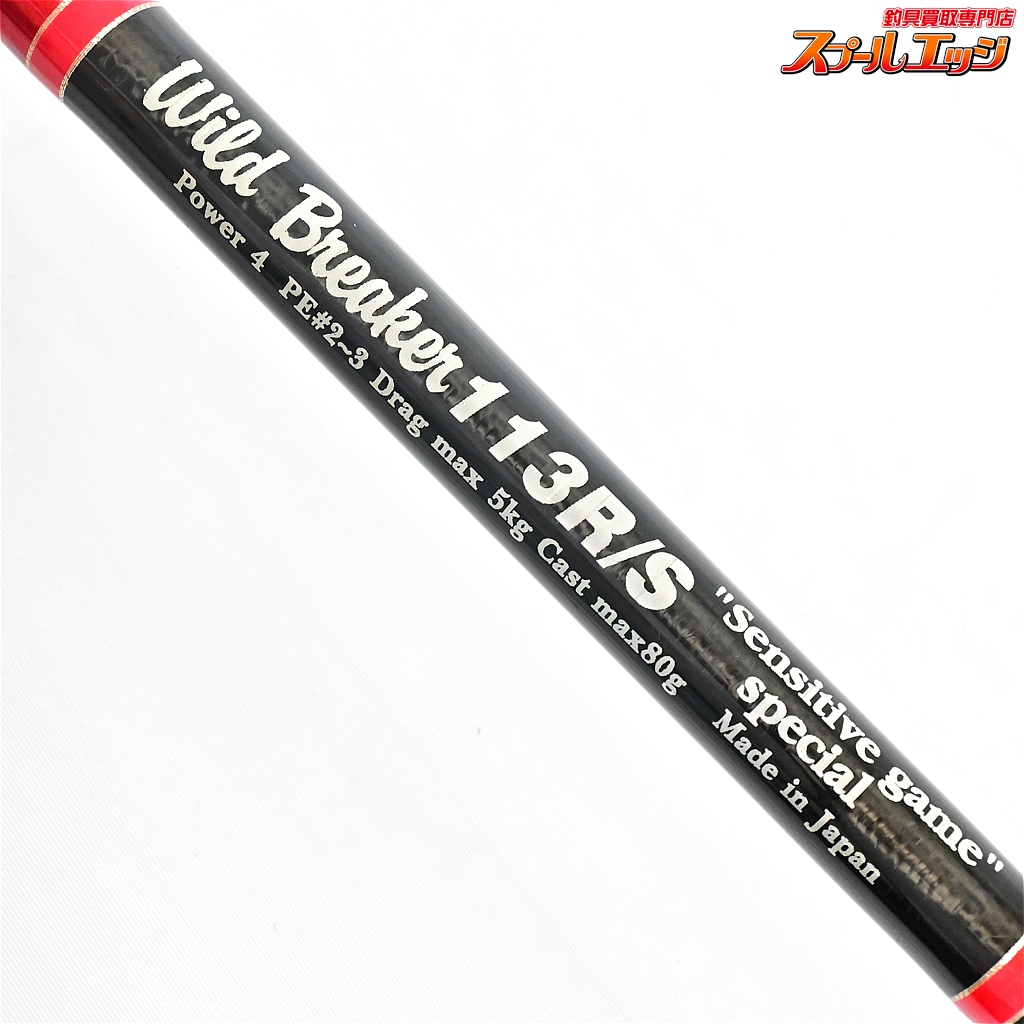 釣具買取専門店
スプールエッジ
Wild Breaker 113R/S
"Sensitive game"
special
Power 4 PE#2~3 Drag max 5kg Cast max80g Made in Japan